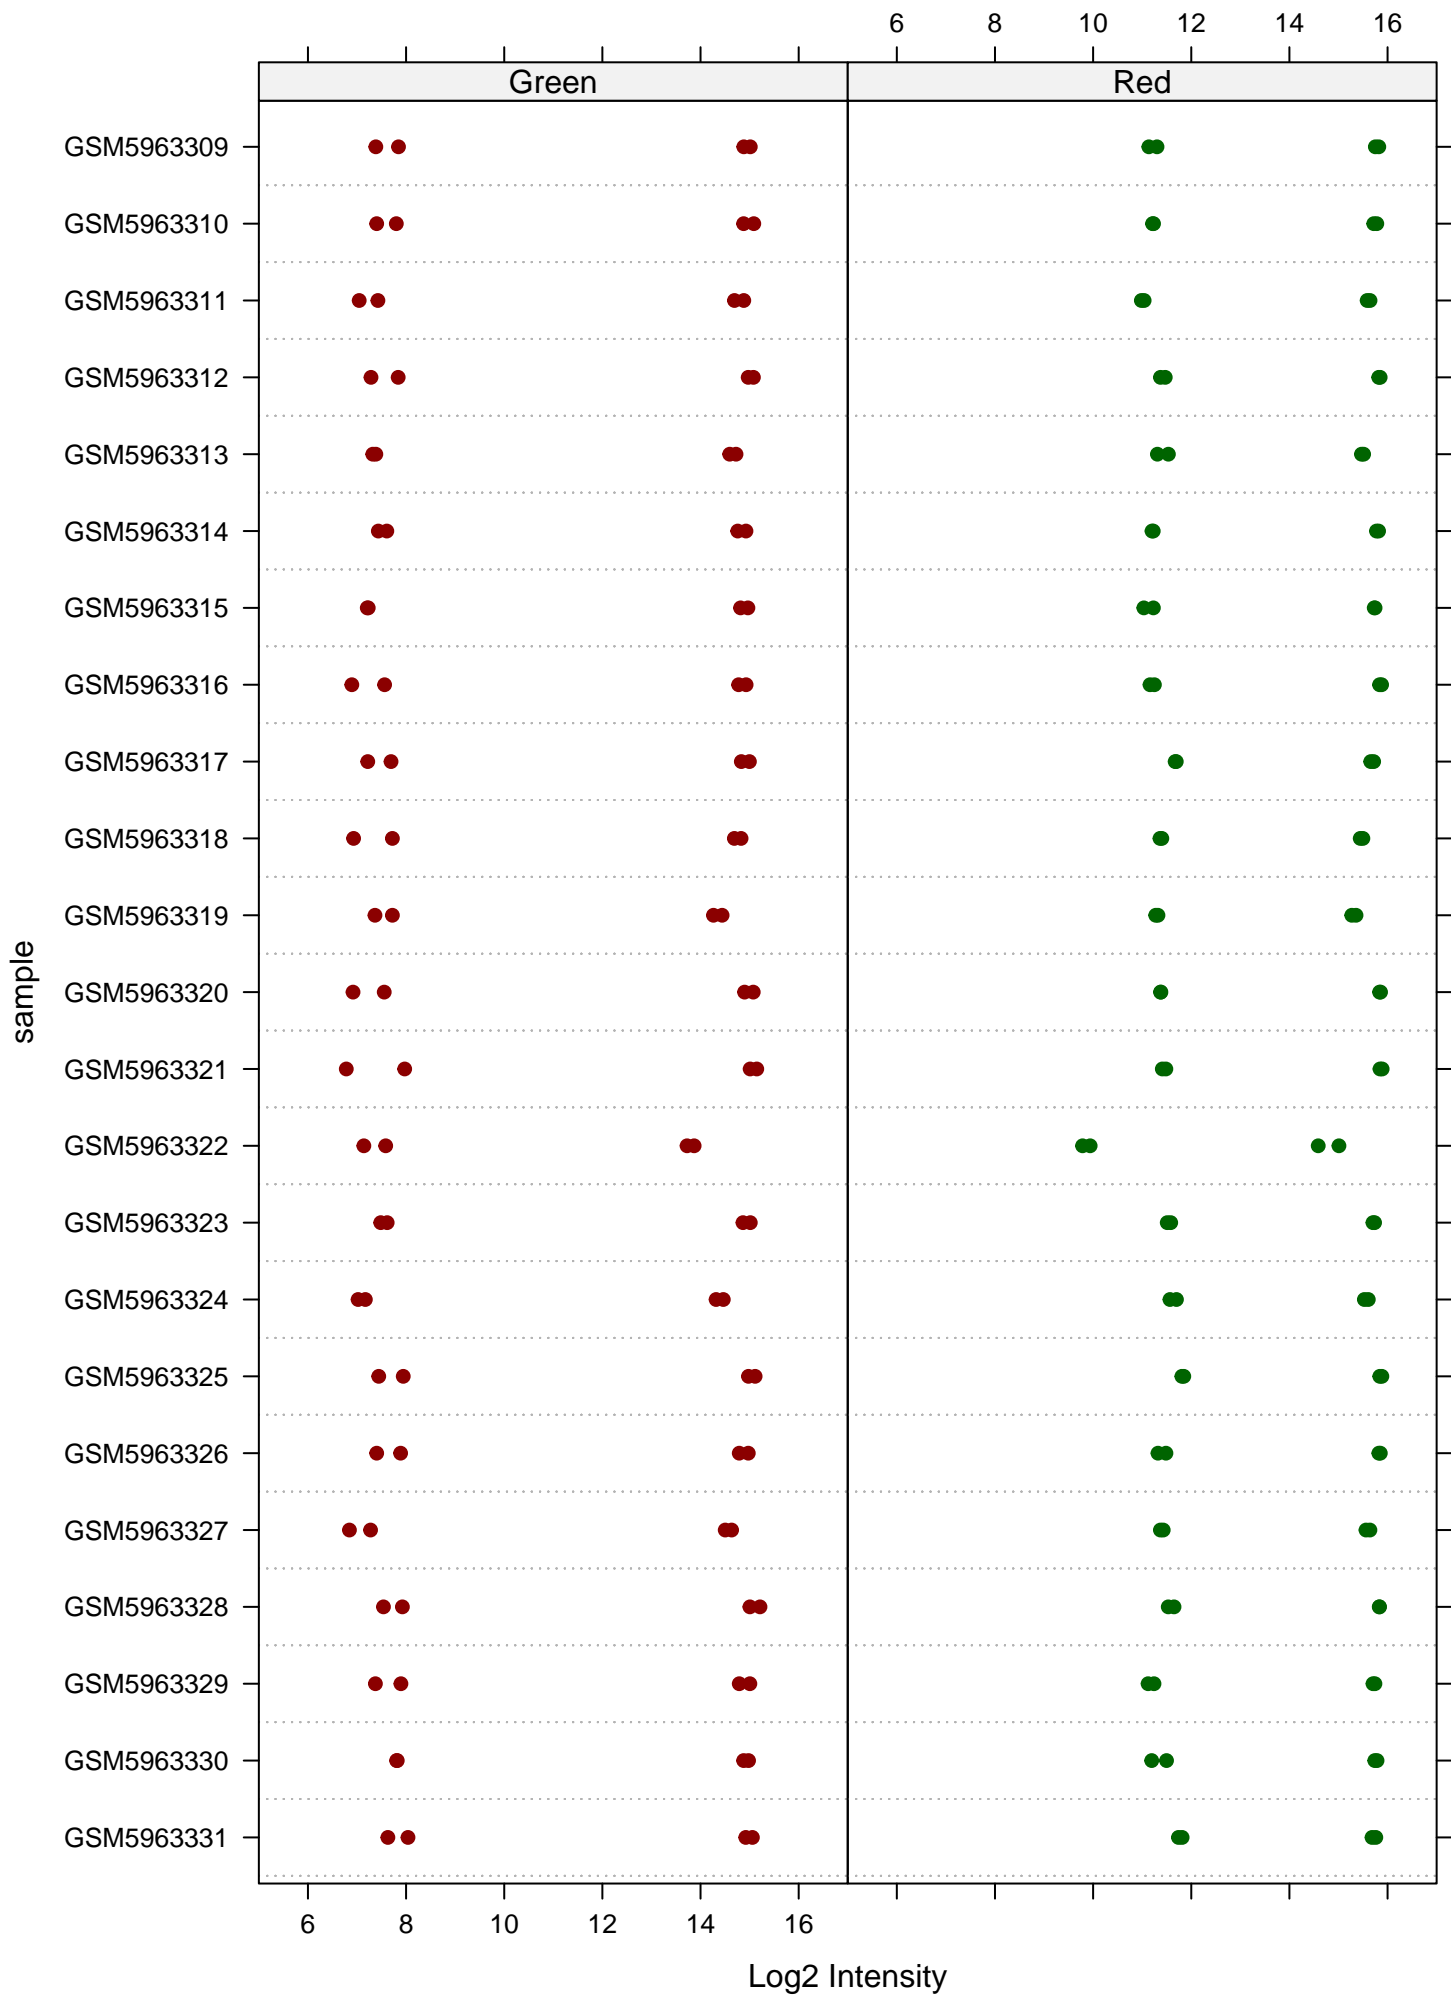 6 8 10 12 14 16
Green Red
GSM5963309
GSM5963310
GSM5963311
GSM5963312
GSM5963313
GSM5963314
GSM5963315
GSM5963316
GSM5963317
GSM5963318
GSM5963319
GSM5963320
GSM5963321
GSM5963322
GSM5963323
GSM5963324
GSM5963325
GSM5963326
GSM5963327
GSM5963328
GSM5963329
GSM5963330
GSM5963331
sample
6 8 10 12 14 16
Log2 Intensity